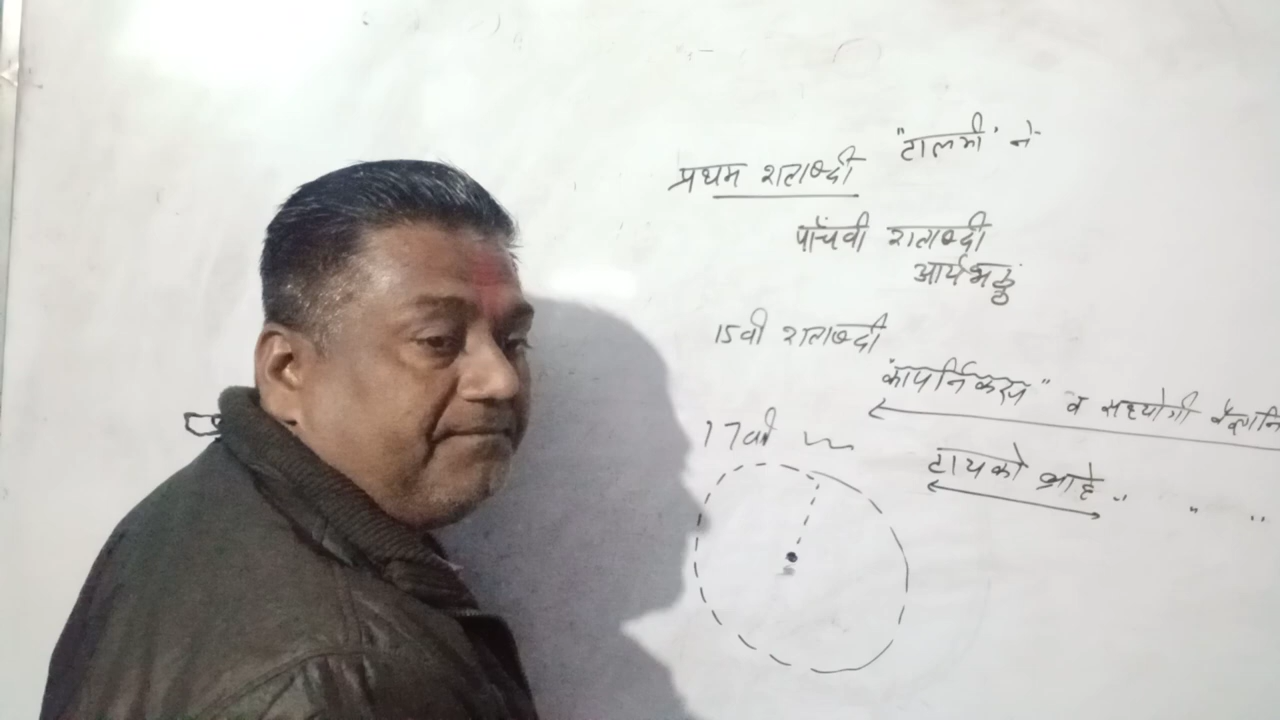 प्रथम शताब्दी "टालमी" ने
पाँचवी शताब्दी
आर्यभट्ट
15वी शताब्दी
"कापर्निकस" व सहयोगी वैज्ञानि
17वी
टायको ब्राहे " " "